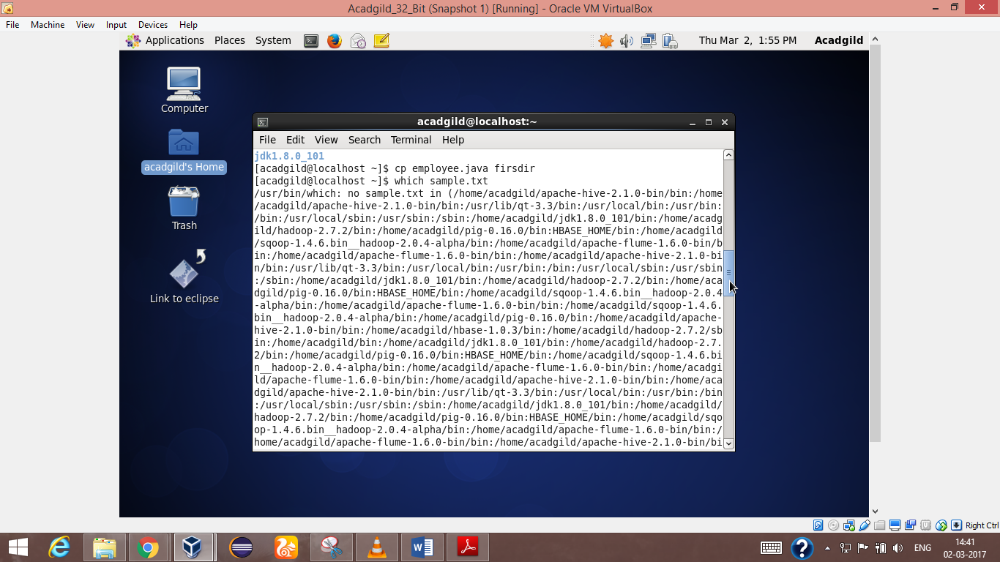 Acadgild_32_Bit (Snapshot 1) [Running] - Oracle VM VirtualBox
File Machine View Input Devices Help
Applications Places System Thu Mar 2, 1:55 PM Acadgild
Computer
acadgild's Home
Trash
Link to eclipse
acadgild@localhost:~
File Edit View Search Terminal Help
jdk1.8.0_101
[acadgild@localhost ~]$ cp employee.java firsdir
[acadgild@localhost ~]$ which sample.txt
/usr/bin/which: no sample.txt in (/home/acadgild/apache-hive-2.1.0-bin/bin:/home
/acadgild/apache-hive-2.1.0-bin/bin:/usr/lib/qt-3.3/bin:/usr/local/bin:/usr/bin:
/bin:/usr/local/sbin:/usr/sbin:/sbin:/home/acadgild/jdk1.8.0_101/bin:/home/acadg
ild/hadoop-2.7.2/bin:/home/acadgild/pig-0.16.0/bin:HBASE_HOME/bin:/home/acadgild
/sqoop-1.4.6.bin__hadoop-2.0.4-alpha/bin:/home/acadgild/apache-flume-1.6.0-bin/b
in:/home/acadgild/apache-flume-1.6.0-bin/bin:/home/acadgild/apache-hive-2.1.0-bi
n/bin:/usr/lib/qt-3.3/bin:/usr/local/bin:/usr/bin:/bin:/usr/local/sbin:/usr/sbin
:/sbin:/home/acadgild/jdk1.8.0_101/bin:/home/acadgild/hadoop-2.7.2/bin:/home/aca
dgild/pig-0.16.0/bin:HBASE_HOME/bin:/home/acadgild/sqoop-1.4.6.bin__hadoop-2.0.4
-alpha/bin:/home/acadgild/apache-flume-1.6.0-bin/bin:/home/acadgild/sqoop-1.4.6.
bin__hadoop-2.0.4-alpha/bin:/home/acadgild/pig-0.16.0/bin:/home/acadgild/apache-
hive-2.1.0-bin/bin:/home/acadgild/hbase-1.0.3/bin:/home/acadgild/hadoop-2.7.2/sb
in:/home/acadgild/bin:/home/acadgild/jdk1.8.0_101/bin:/home/acadgild/hadoop-2.7.
2/bin:/home/acadgild/pig-0.16.0/bin:HBASE_HOME/bin:/home/acadgild/sqoop-1.4.6.bi
n__hadoop-2.0.4-alpha/bin:/home/acadgild/apache-flume-1.6.0-bin/bin:/home/acadgi
ld/apache-flume-1.6.0-bin/bin:/home/acadgild/apache-hive-2.1.0-bin/bin:/home/aca
dgild/apache-hive-2.1.0-bin/bin:/usr/lib/qt-3.3/bin:/usr/local/bin:/usr/bin:/bin
:/usr/local/sbin:/usr/sbin:/sbin:/home/acadgild/jdk1.8.0_101/bin:/home/acadgild/
hadoop-2.7.2/bin:/home/acadgild/pig-0.16.0/bin:HBASE_HOME/bin:/home/acadgild/sqo
op-1.4.6.bin__hadoop-2.0.4-alpha/bin:/home/acadgild/apache-flume-1.6.0-bin/bin:/
home/acadgild/apache-flume-1.6.0-bin/bin:/home/acadgild/apache-hive-2.1.0-bin/bi
Right Ctrl
ENG
14:41
02-03-2017